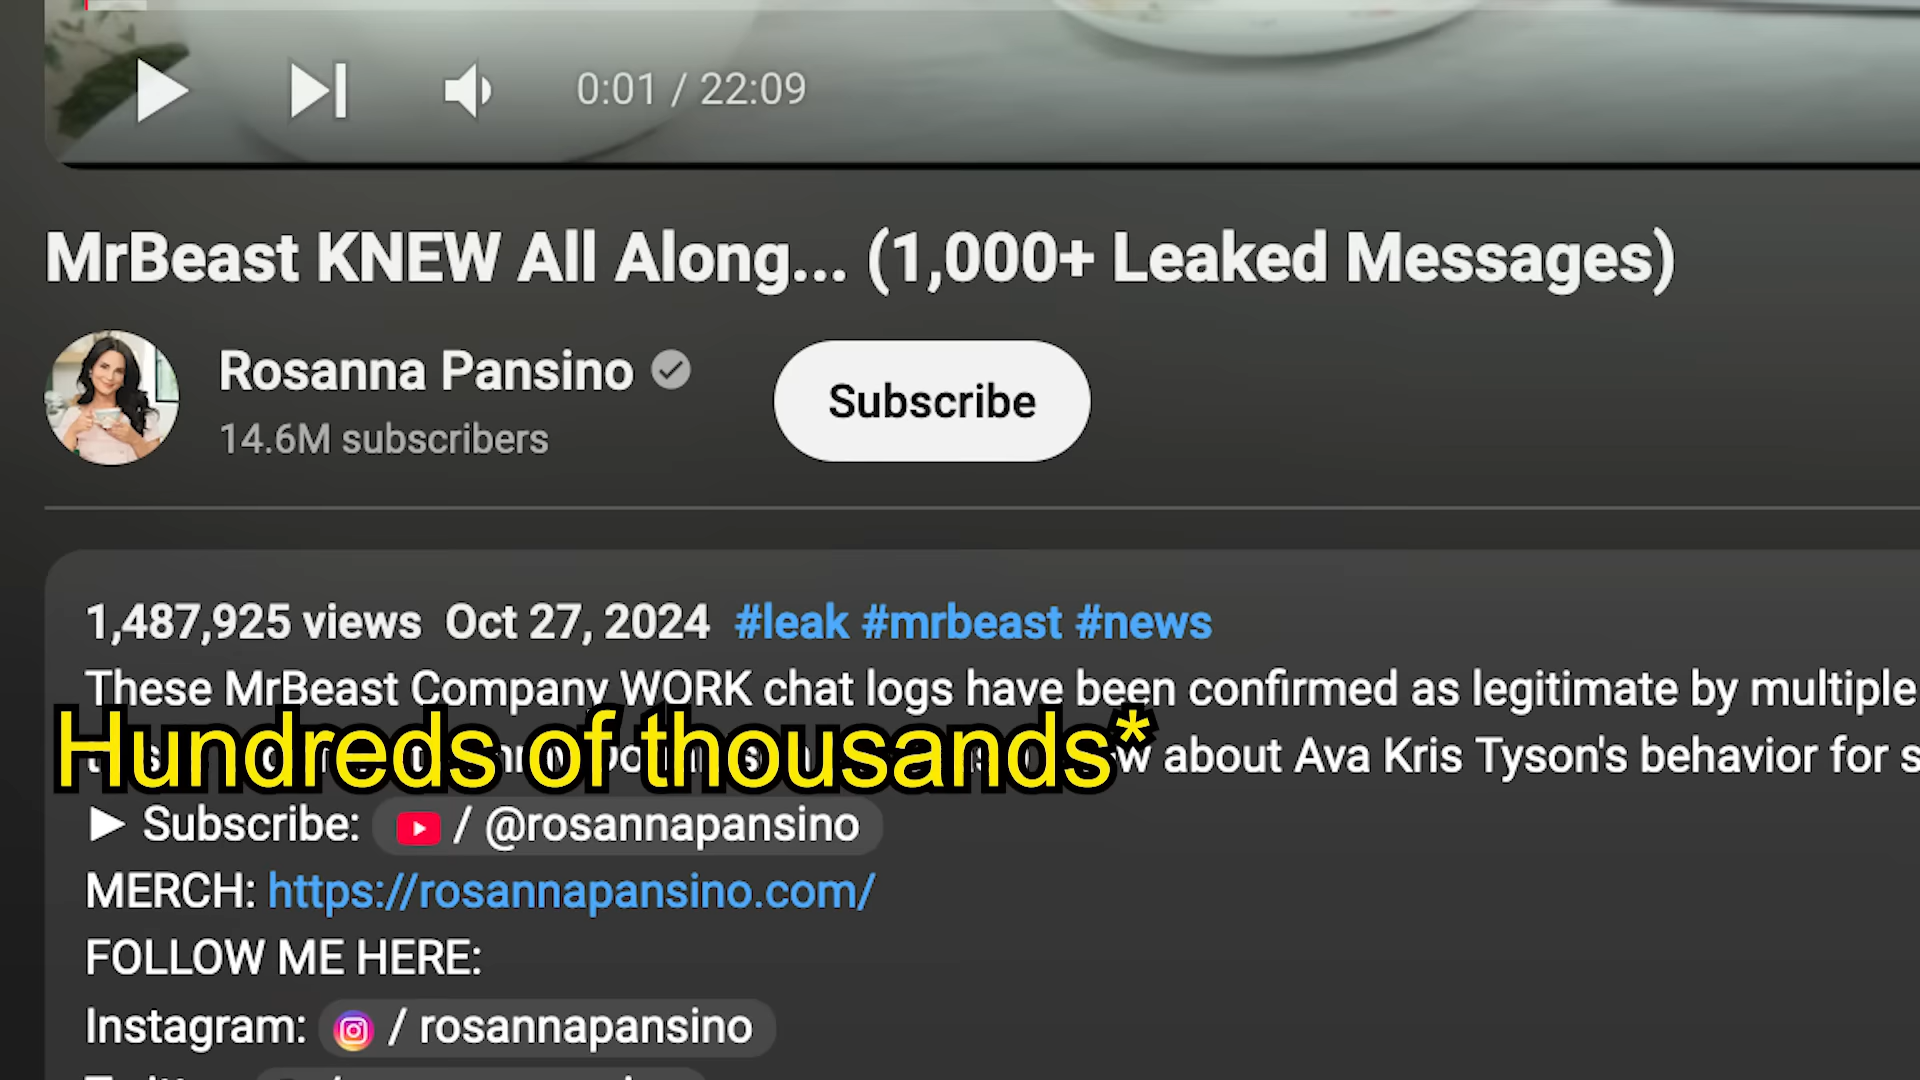 0:01 / 22:09
MrBeast KNEW All Along... (1,000+ Leaked Messages)
Rosanna Pansino
14.6M subscribers
Subscribe
1,487,925 views Oct 27, 2024 #leak #mrbeast #news
These MrBeast Company WORK chat logs have been confirmed as legitimate by multiple
Hundreds of thousands*
about Ava Kris Tyson's behavior for
▶ Subscribe: / @rosannapansino
MERCH: https://rosannapansino.com/
FOLLOW ME HERE:
Instagram: / rosannapansino